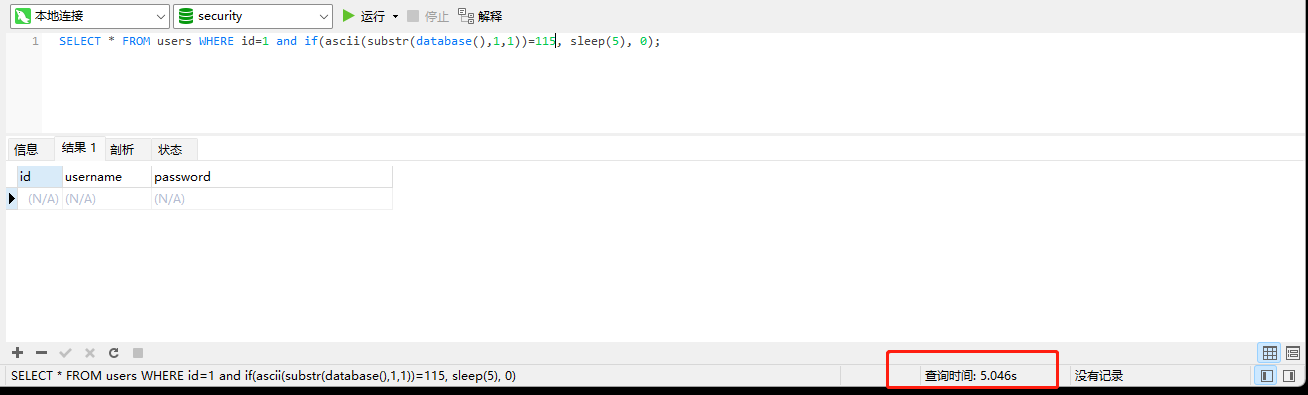 本地连接 security 运行 停止 解释
1 SELECT * FROM users WHERE id=1 and if(ascii(substr(database(),1,1))=115, sleep(5), 0);
信息 结果 1 剖析 状态
id username password
(N/A) (N/A) (N/A)
SELECT * FROM users WHERE id=1 and if(ascii(substr(database(),1,1))=115, sleep(5), 0) 查询时间: 5.046s 没有记录